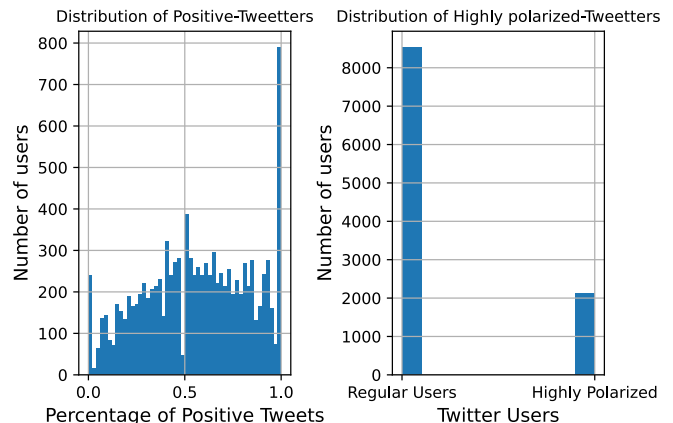 Distribution of Positive-Tweetters
800
700
600
500
400
300
200
100
0
0.0
0.5
1.0
Number of users
Percentage of Positive Tweets
Distribution of Highly polarized-Tweetters
8000
7000
6000
5000
4000
3000
2000
1000
0
Regular Users
Highly Polarized
Number of users
Twitter Users